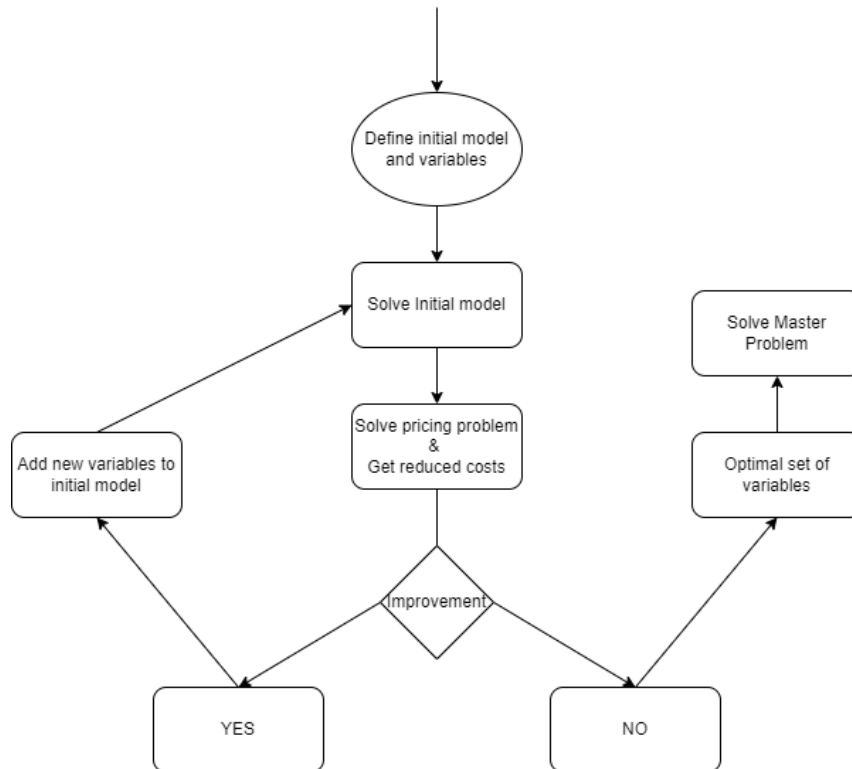 Define initial model
and variables
Solve Initial model
Solve Master
Problem
Solve pricing problem
&
Get reduced costs
Add new variables to
initial model
Optimal set of
variables
Improvement
YES
NO